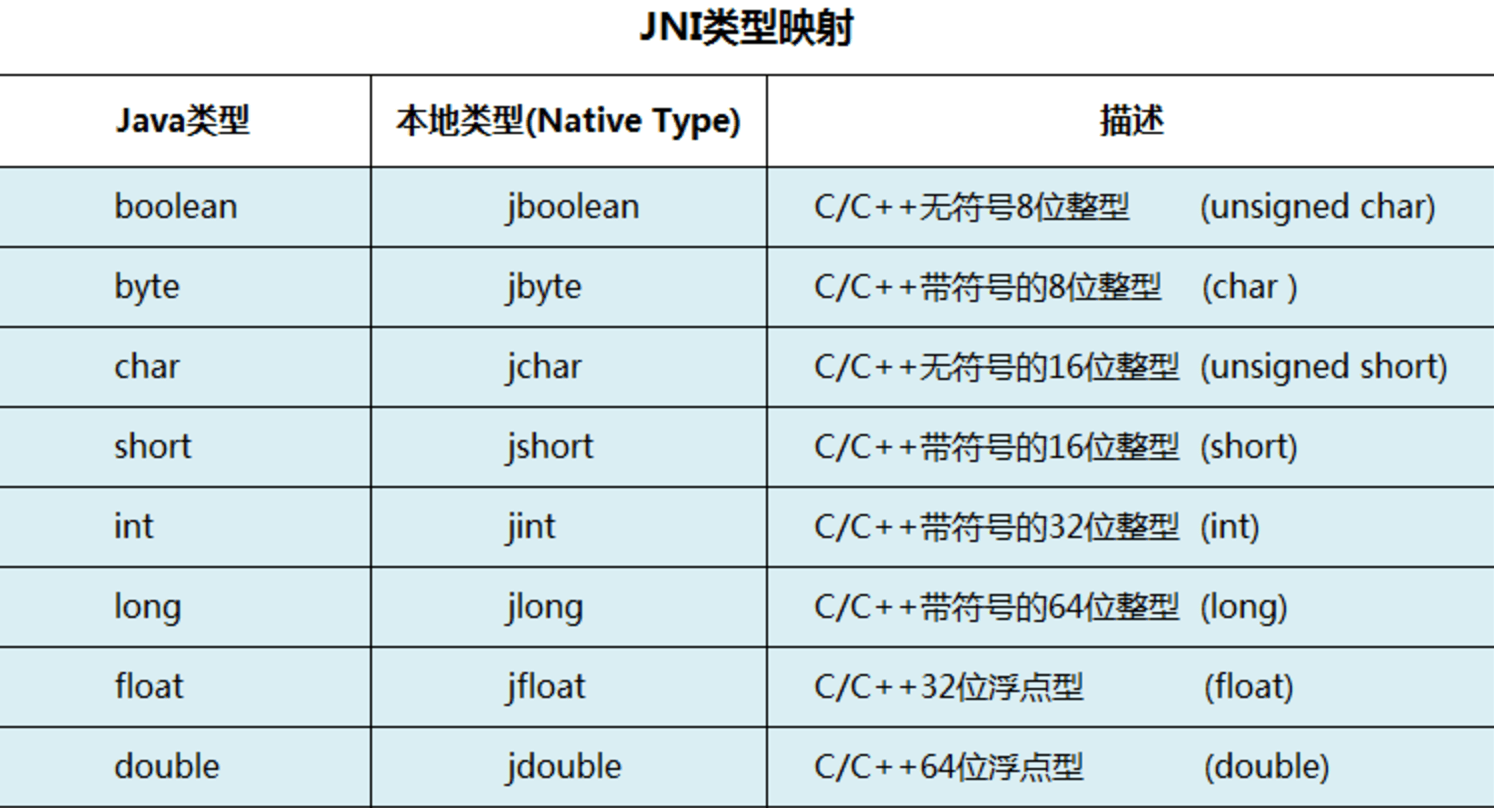 JNI类型映射
Java类型 本地类型(Native Type) 描述
boolean jboolean C/C++无符号8位整型 (unsigned char)
byte jbyte C/C++带符号的8位整型 (char )
char jchar C/C++无符号的16位整型 (unsigned short)
short jshort C/C++带符号的16位整型 (short)
int jint C/C++带符号的32位整型 (int)
long jlong C/C++带符号的64位整型 (long)
float jfloat C/C++32位浮点型 (float)
double jdouble C/C++64位浮点型 (double)